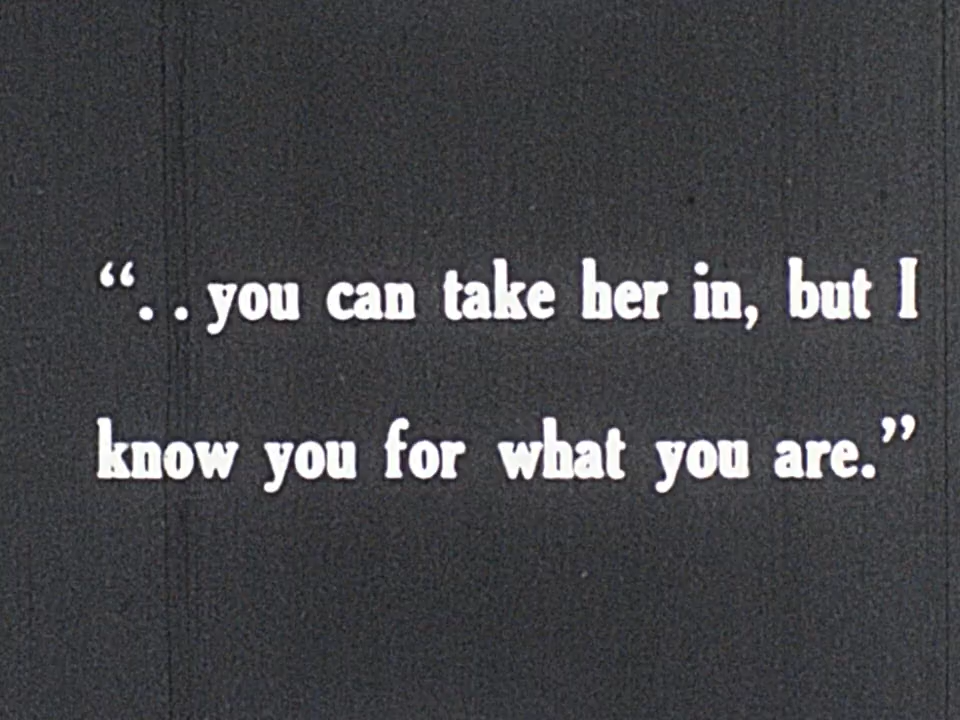 “. . you can take her in, but I
know you for what you are.”